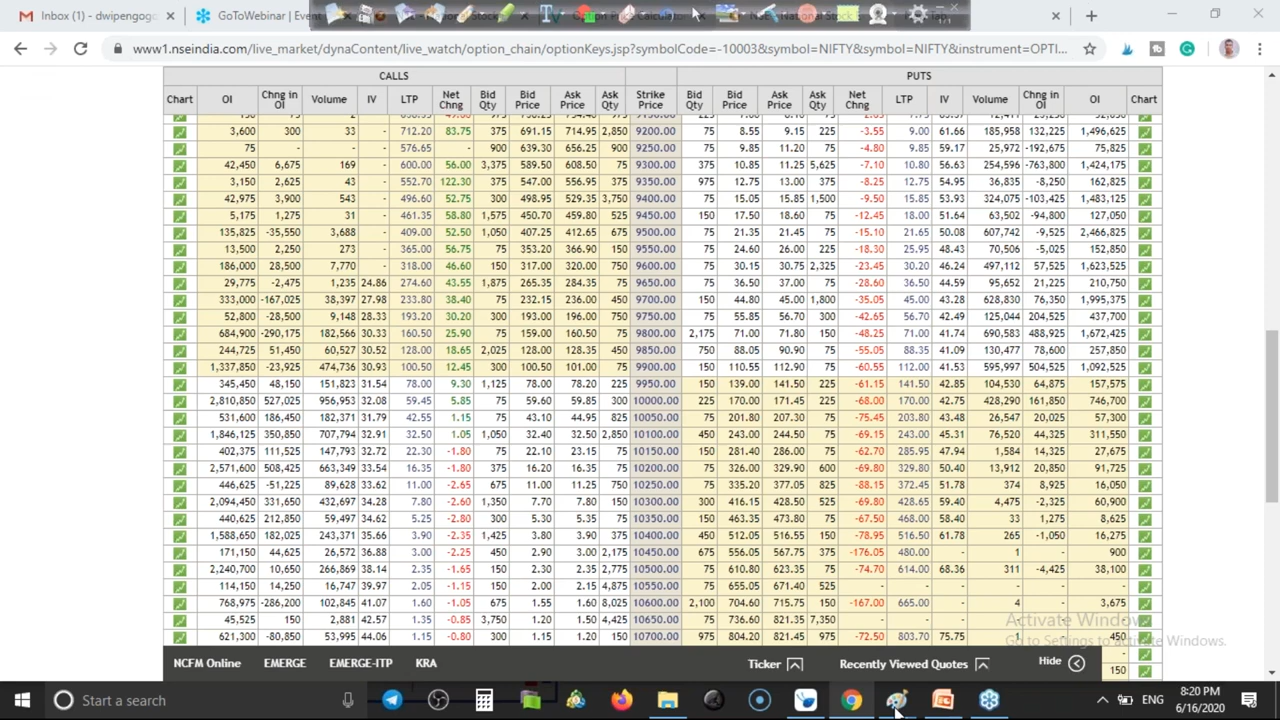 Inbox (1) - dwipengogo
GoToWebinar | Event
National Stock
Option Price Calculator
NSE - National Stock
Tab
www1.nseindia.com/live_market/dynaContent/live_watch/option_chain/optionKeys.jsp?symbolCode=-10003&symbol=NIFTY&symbol=NIFTY&instrument=OPTI...
CALLS PUTS
Chart OI Chng in OI Volume IV LTP Net Chng Bid Qty Bid Price Ask Price Ask Qty Strike Price Bid Qty Bid Price Ask Price Ask Qty Net Chng LTP IV Volume Chng in OI OI Chart
3,600 300 33 - 712.20 83.75 375 691.15 714.95 2,850 9200.00 75 8.55 9.15 225 -3.55 9.00 61.66 185,958 132,225 1,496,625
75 - - - 576.65 - 900 639.30 656.25 900 9250.00 75 9.85 11.20 75 -4.80 9.85 59.17 25,957 -192,675 75,825
42,450 6,675 169 - 600.00 56.00 3,375 589.50 608.50 75 9300.00 375 10.85 11.25 5,625 -7.10 10.80 56.63 254,596 -763,800 1,424,175
3,150 2,625 43 - 552.70 122.30 375 547.00 556.95 375 9350.00 975 12.75 13.00 375 -8.25 12.75 54.95 36,835 -8,250 162,825
42,975 3,900 543 - 496.60 52.75 300 498.95 529.35 3,750 9400.00 75 15.05 15.85 1,500 -9.50 15.85 53.93 324,075 -103,425 1,483,125
5,175 1,275 31 - 461.35 58.80 1,575 450.70 459.80 525 9450.00 150 17.50 18.60 75 -12.45 18.00 51.64 63,502 -94,800 127,050
135,825 -35,550 3,688 - 409.00 52.50 1,050 407.25 412.65 675 9500.00 75 21.35 21.45 75 -15.10 21.65 50.08 607,742 -9,525 2,466,825
13,500 2,250 273 - 365.00 56.75 75 353.20 366.90 150 9550.00 75 24.60 26.00 225 -18.30 25.95 48.43 70,506 -5,025 152,850
186,000 28,500 7,770 - 318.00 46.60 150 317.00 320.00 750 9600.00 75 30.15 30.75 2,325 -23.45 30.20 46.24 497,112 57,525 1,623,525
29,775 -2,475 1,235 24.86 274.60 43.55 1,875 265.35 284.35 75 9650.00 75 36.50 37.00 75 -28.60 36.50 44.59 95,652 21,225 210,750
333,000 -167,025 38,397 27.98 233.80 38.40 75 232.15 236.00 450 9700.00 150 44.80 45.00 1,800 -35.05 45.00 43.28 628,830 76,350 1,995,375
52,800 -28,500 9,148 28.33 193.20 30.20 300 193.00 196.00 750 9750.00 75 55.85 56.70 300 -42.65 56.70 42.49 125,044 204,525 437,700
684,900 -290,175 182,566 30.33 160.50 25.90 75 159.00 160.50 75 9800.00 2,175 71.00 71.80 150 -48.25 71.00 41.74 690,583 488,925 1,672,425
244,725 51,450 60,527 30.52 128.00 18.65 2,025 128.00 128.35 450 9850.00 750 88.05 90.90 75 -55.05 88.35 41.09 130,477 78,600 257,850
1,337,850 -23,925 474,736 30.93 100.50 12.45 300 100.50 101.00 75 9900.00 150 110.55 112.90 75 -60.55 112.00 41.53 595,997 504,525 1,092,525
345,450 48,150 151,823 31.54 78.00 9.30 1,125 78.00 78.20 225 9950.00 150 139.00 141.50 225 -61.15 141.50 42.85 104,530 64,875 157,575
2,810,850 527,025 956,953 32.08 59.45 5.85 75 59.60 59.85 300 10000.00 225 170.00 171.45 225 -68.00 170.00 42.75 428,290 161,850 746,700
531,600 186,450 182,371 31.79 42.55 1.15 75 43.10 44.95 825 10050.00 75 201.80 207.30 75 -75.45 203.80 43.48 26,547 20,025 57,300
1,846,125 350,850 707,794 32.91 32.50 1.05 1,050 32.40 32.50 2,850 10100.00 450 243.00 244.50 75 -69.15 243.00 45.31 76,520 44,325 311,550
402,375 111,525 147,793 32.72 22.30 -1.80 75 22.10 23.15 75 10150.00 75 281.40 286.00 75 -62.70 285.95 47.94 1,584 14,325 27,675
2,571,600 508,425 663,349 33.54 16.35 -1.80 375 16.20 16.35 75 10200.00 75 326.00 329.90 600 -69.80 329.80 50.40 13,912 20,850 91,725
446,625 -51,225 89,628 33.62 11.00 -2.65 675 11.00 11.25 750 10250.00 75 335.20 377.05 825 -88.15 372.45 51.78 374 8,925 16,050
2,094,450 331,650 432,697 34.28 7.80 -2.60 1,350 7.70 7.80 150 10300.00 300 416.15 428.50 525 -69.80 428.65 59.40 4,475 -2,325 60,900
440,625 212,850 59,497 34.62 5.25 -2.80 300 5.30 5.35 75 10350.00 150 463.35 473.80 75 -67.50 468.00 58.40 33 1,275 8,625
1,588,650 182,025 243,371 35.66 3.90 -2.35 1,425 3.80 3.90 375 10400.00 450 512.05 516.55 150 -78.95 516.50 61.78 265 -1,050 16,275
171,150 44,625 26,572 36.88 3.00 -2.25 450 2.90 3.00 2,175 10450.00 675 556.05 567.75 375 -176.05 480.00 - 1 - 900
2,240,700 10,650 266,869 38.14 2.35 -1.65 150 2.30 2.35 2,775 10500.00 75 610.80 623.35 75 -74.70 614.00 68.36 311 -4,425 38,100
114,150 14,250 16,747 39.97 2.05 -1.15 150 2.00 2.15 4,875 10550.00 75 655.05 671.40 525 - - - - - -
768,975 -286,200 102,845 41.07 1.60 -1.05 675 1.55 1.60 8,025 10600.00 2,100 704.60 715.75 150 -167.00 665.00 - 4 - 3,675
45,525 150 2,881 42.57 1.35 -0.85 3,750 1.20 1.50 4,425 10650.00 75 736.60 821.35 7,350 - - - - - -
621,300 -80,850 53,995 44.06 1.15 -0.80 300 1.15 1.20 150 10700.00 975 804.20 821.45 975 -72.50 803.70 75.75 1 - 450
-
150
Activate Windows
Go to Settings to activate Windows.
NCFM Online EMERGE EMERGE-ITP KRA Ticker Recently Viewed Quotes Hide
Start a search
ENG
8:20 PM
6/16/2020